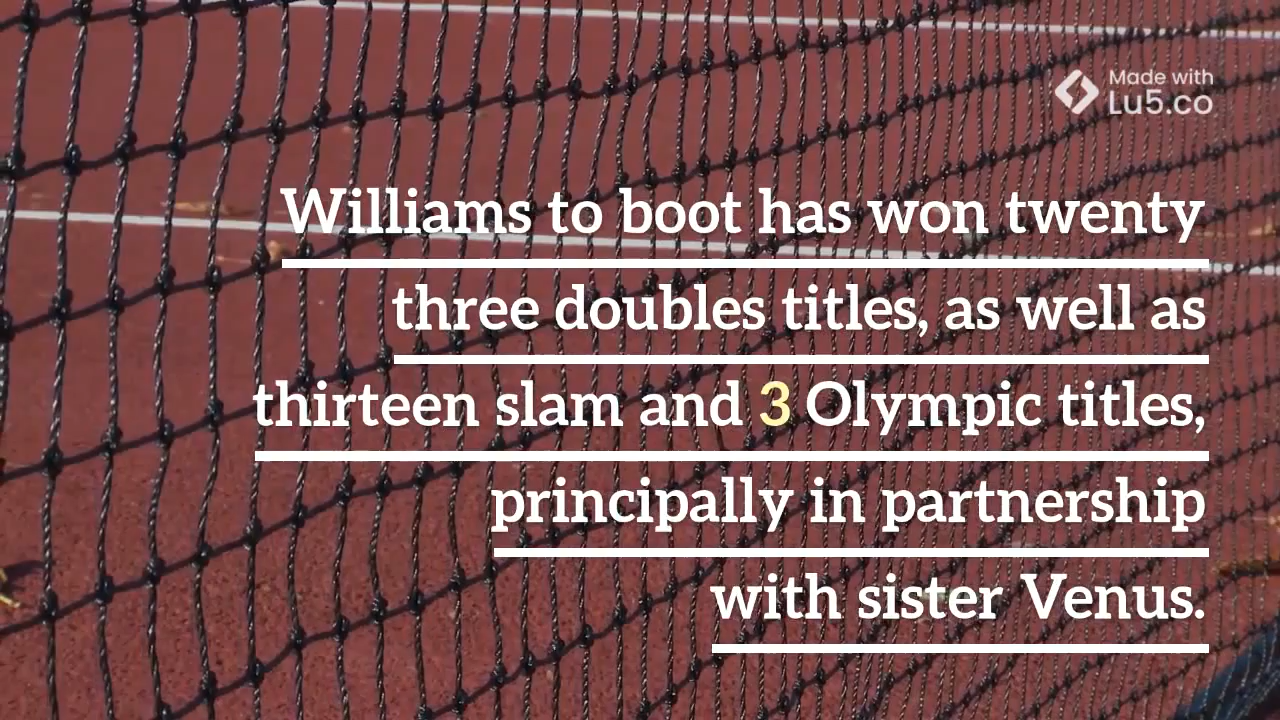 Made with
Lu5.co
Williams to boot has won twenty
three doubles titles, as well as
thirteen slam and 3 Olympic titles,
principally in partnership
with sister Venus.